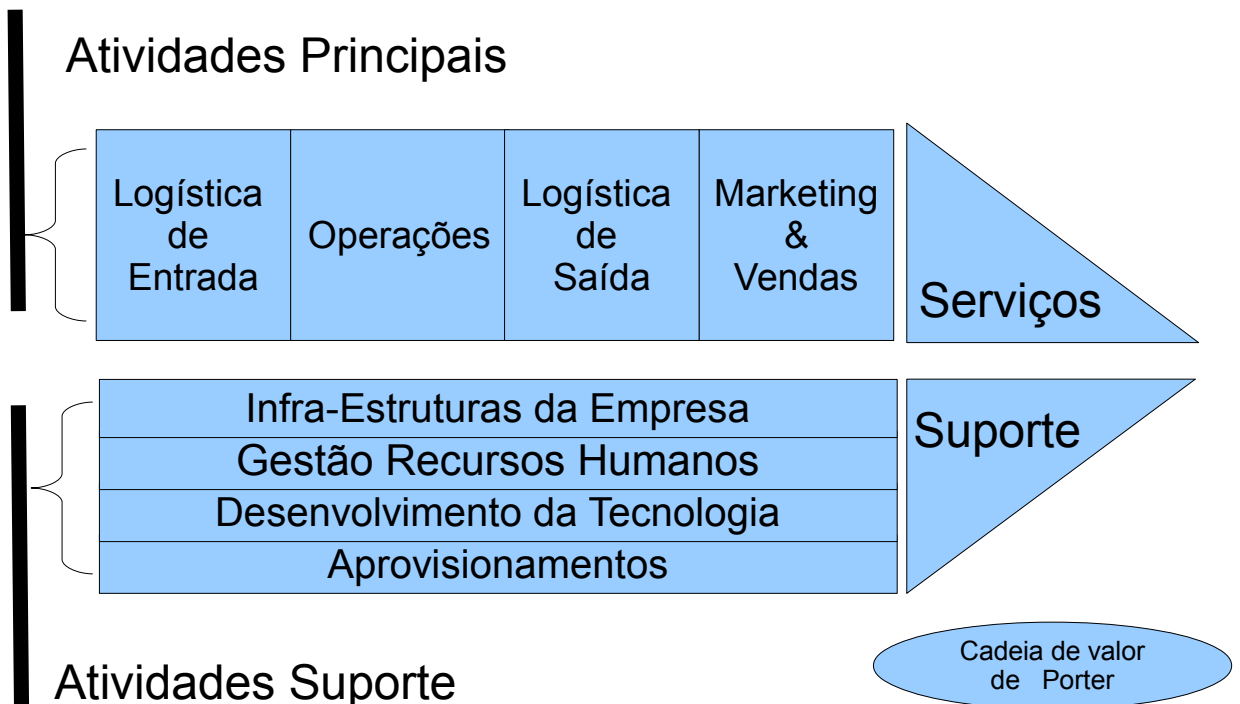 Atividades Principais
Logística
de
Entrada
Operações
Logística
de
Saída
Marketing
&
Vendas
Serviços
Infra-Estruturas da Empresa
Gestão Recursos Humanos
Desenvolvimento da Tecnologia
Aprovisionamentos
Suporte
Atividades Suporte
Cadeia de valor
de Porter